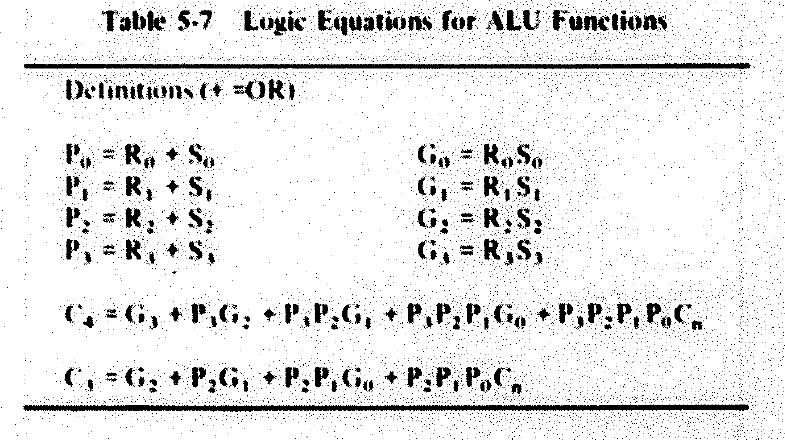 Table 5-7 Logic Equations for ALU Functions
Definitions (+ =OR)
P₀ = R₀ + S₀ G₀ = R₀S₀
P₁ = R₁ + S₁ G₁ = R₁S₁
P₂ = R₂ + S₂ G₂ = R₂S₂
P₃ = R₃ + S₃ G₃ = R₃S₃
C₄ = G₃ + P₃G₂ + P₃P₂G₁ + P₃P₂P₁G₀ + P₃P₂P₁P₀Cₙ
C₃ = G₂ + P₂G₁ + P₂P₁G₀ + P₂P₁P₀Cₙ